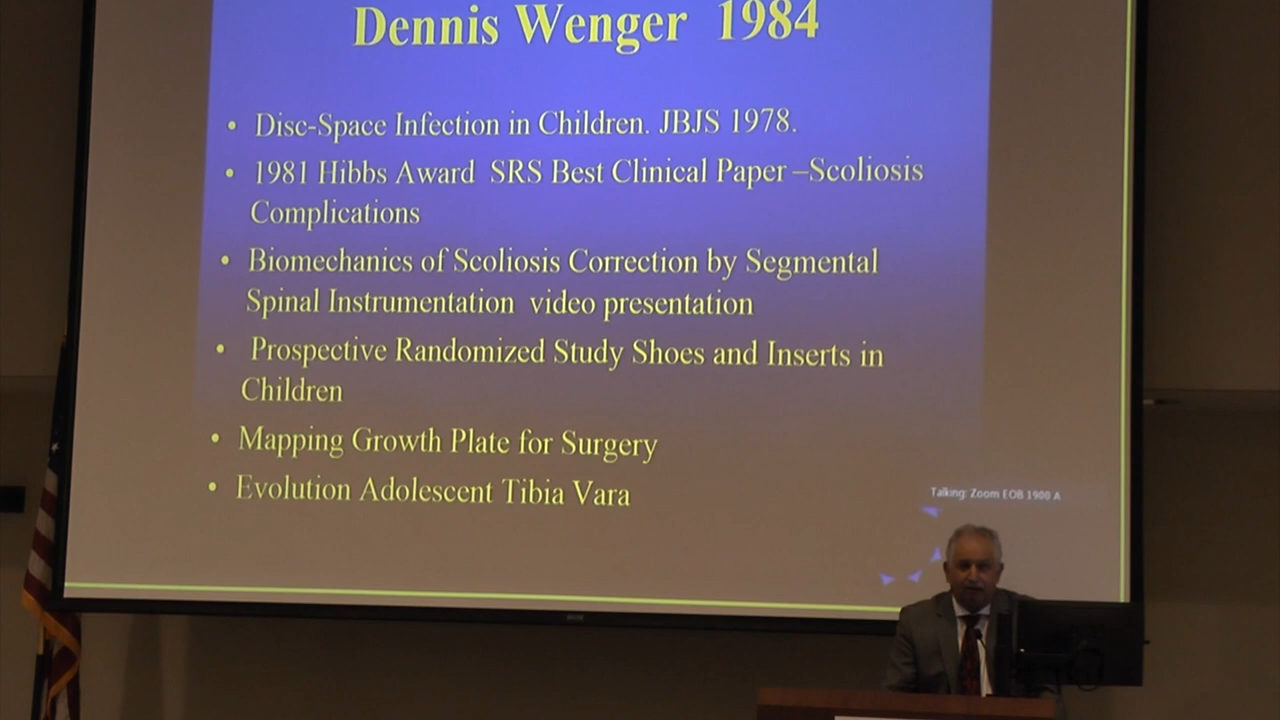 Dennis Wenger 1984
• Disc-Space Infection in Children. JBJS 1978.
• 1981 Hibbs Award SRS Best Clinical Paper –Scoliosis
Complications
• Biomechanics of Scoliosis Correction by Segmental
Spinal Instrumentation video presentation
• Prospective Randomized Study Shoes and Inserts in
Children
• Mapping Growth Plate for Surgery
• Evolution Adolescent Tibia Vara
Talking: Zoom EOB 1900 A